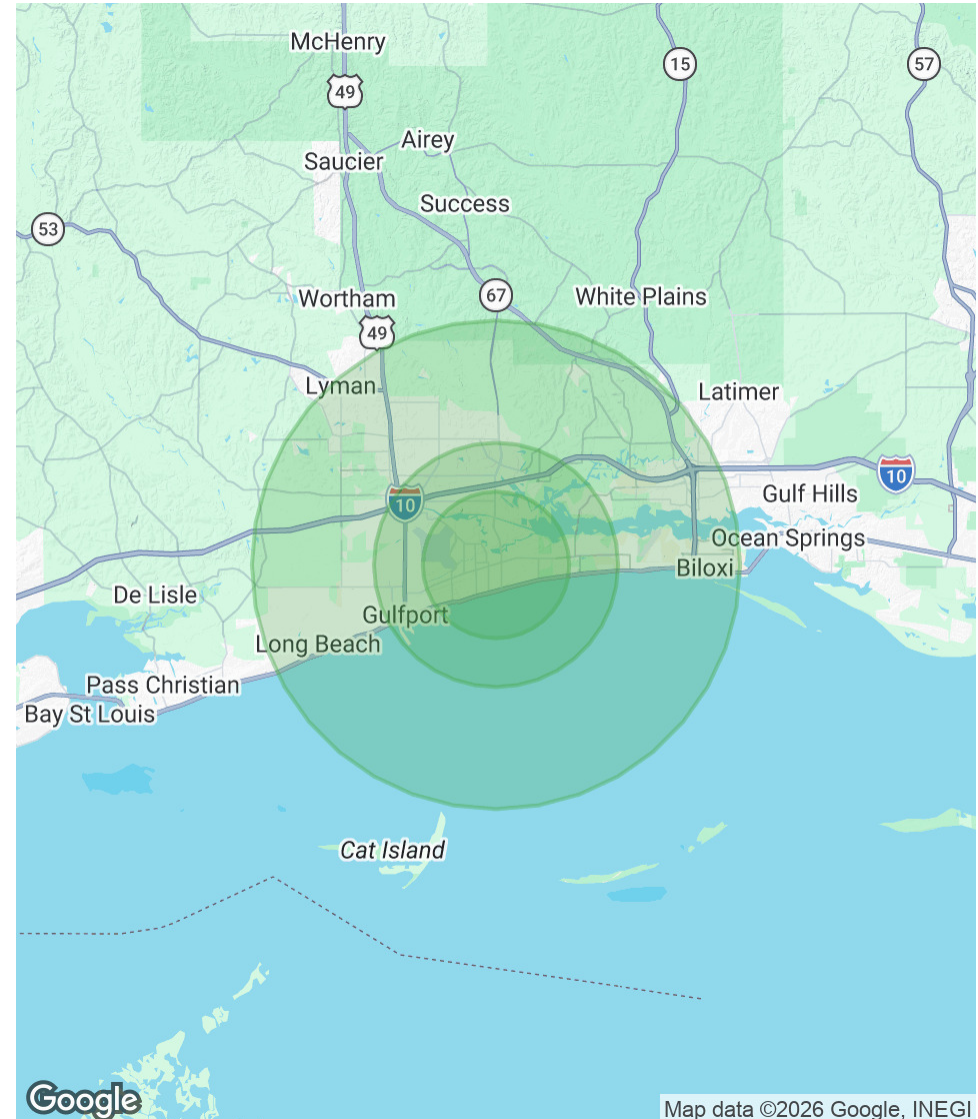 McHenry
49
15
57
Airey
Saucier
Success
53
Wortham
67
White Plains
49
Lyman
Latimer
10
10
Gulf Hills
Ocean Springs
Biloxi
De Lisle
Gulfport
Long Beach
Pass Christian
Bay St Louis
Cat Island
Google
Map data ©2026 Google, INEGI